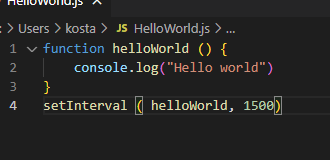 HelloWorld.js
: > Users > kosta > JS HelloWorld.js > ...
1 function helloWorld () {
2 console.log("Hello world")
3 }
4 setInterval ( helloWorld, 1500)